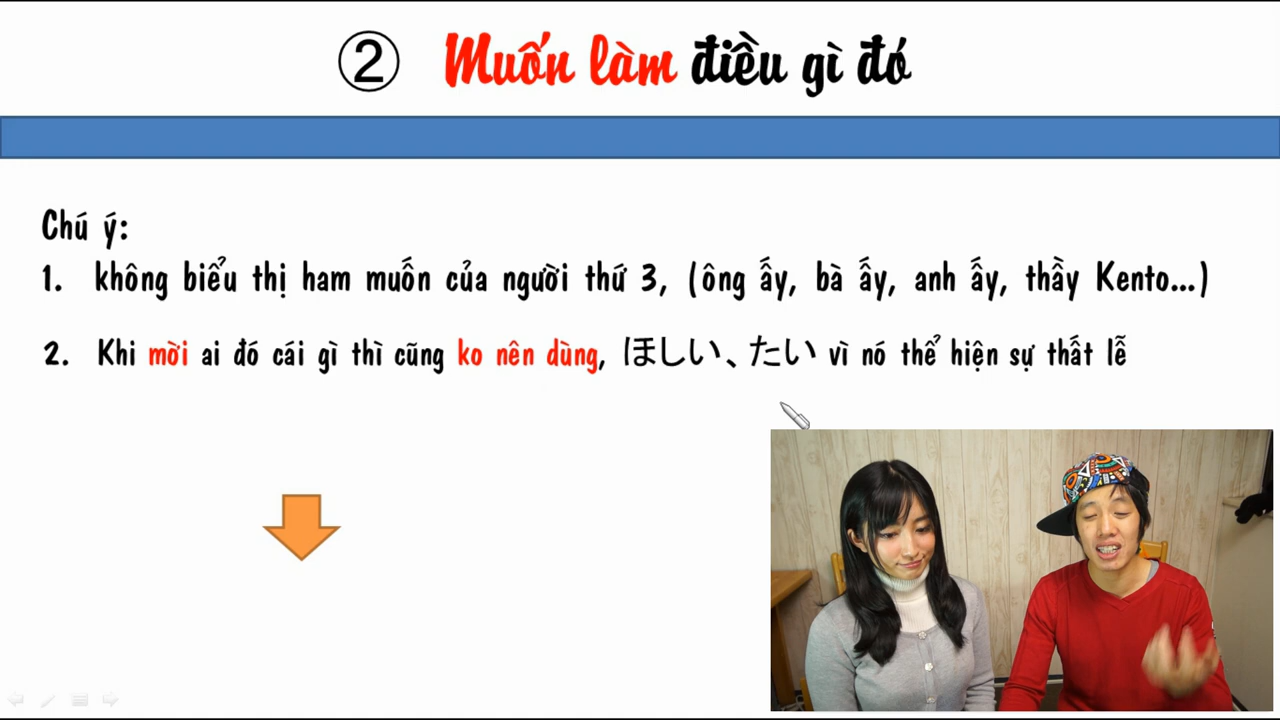 ② Muốn làm điều gì đó
Chú ý:
1. không biểu thị ham muốn của người thứ 3, (ông ấy, bà ấy, anh ấy, thầy Kento...)
2. Khi mời ai đó cái gì thì cũng ko nên dùng, ほしい、たい vì nó thể hiện sự thất lễ